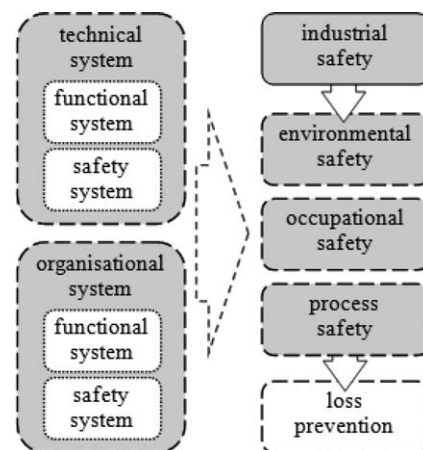 technical
system
functional
system
safety
system
organisational
system
functional
system
safety
system
industrial
safety
environmental
safety
occupational
safety
process
safety
loss
prevention